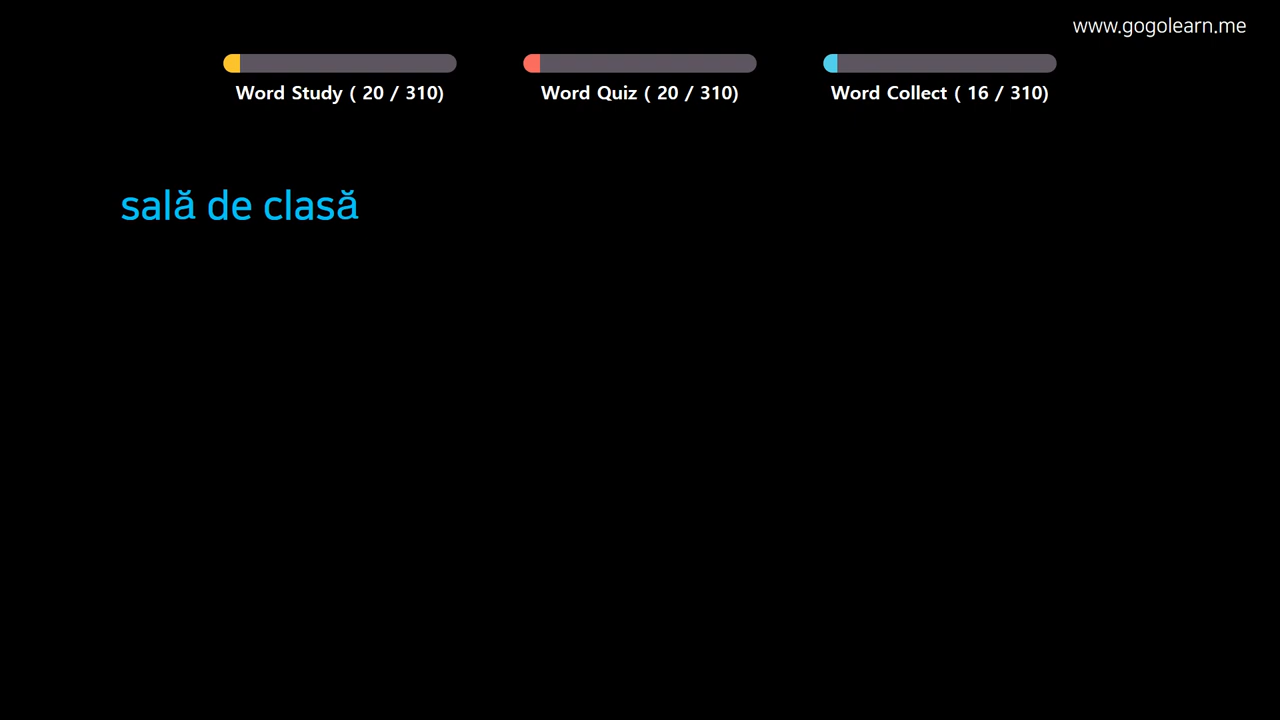 www.gogolearn.me
Word Study ( 20 / 310)
Word Quiz ( 20 / 310)
Word Collect ( 16 / 310)
sală de clasă